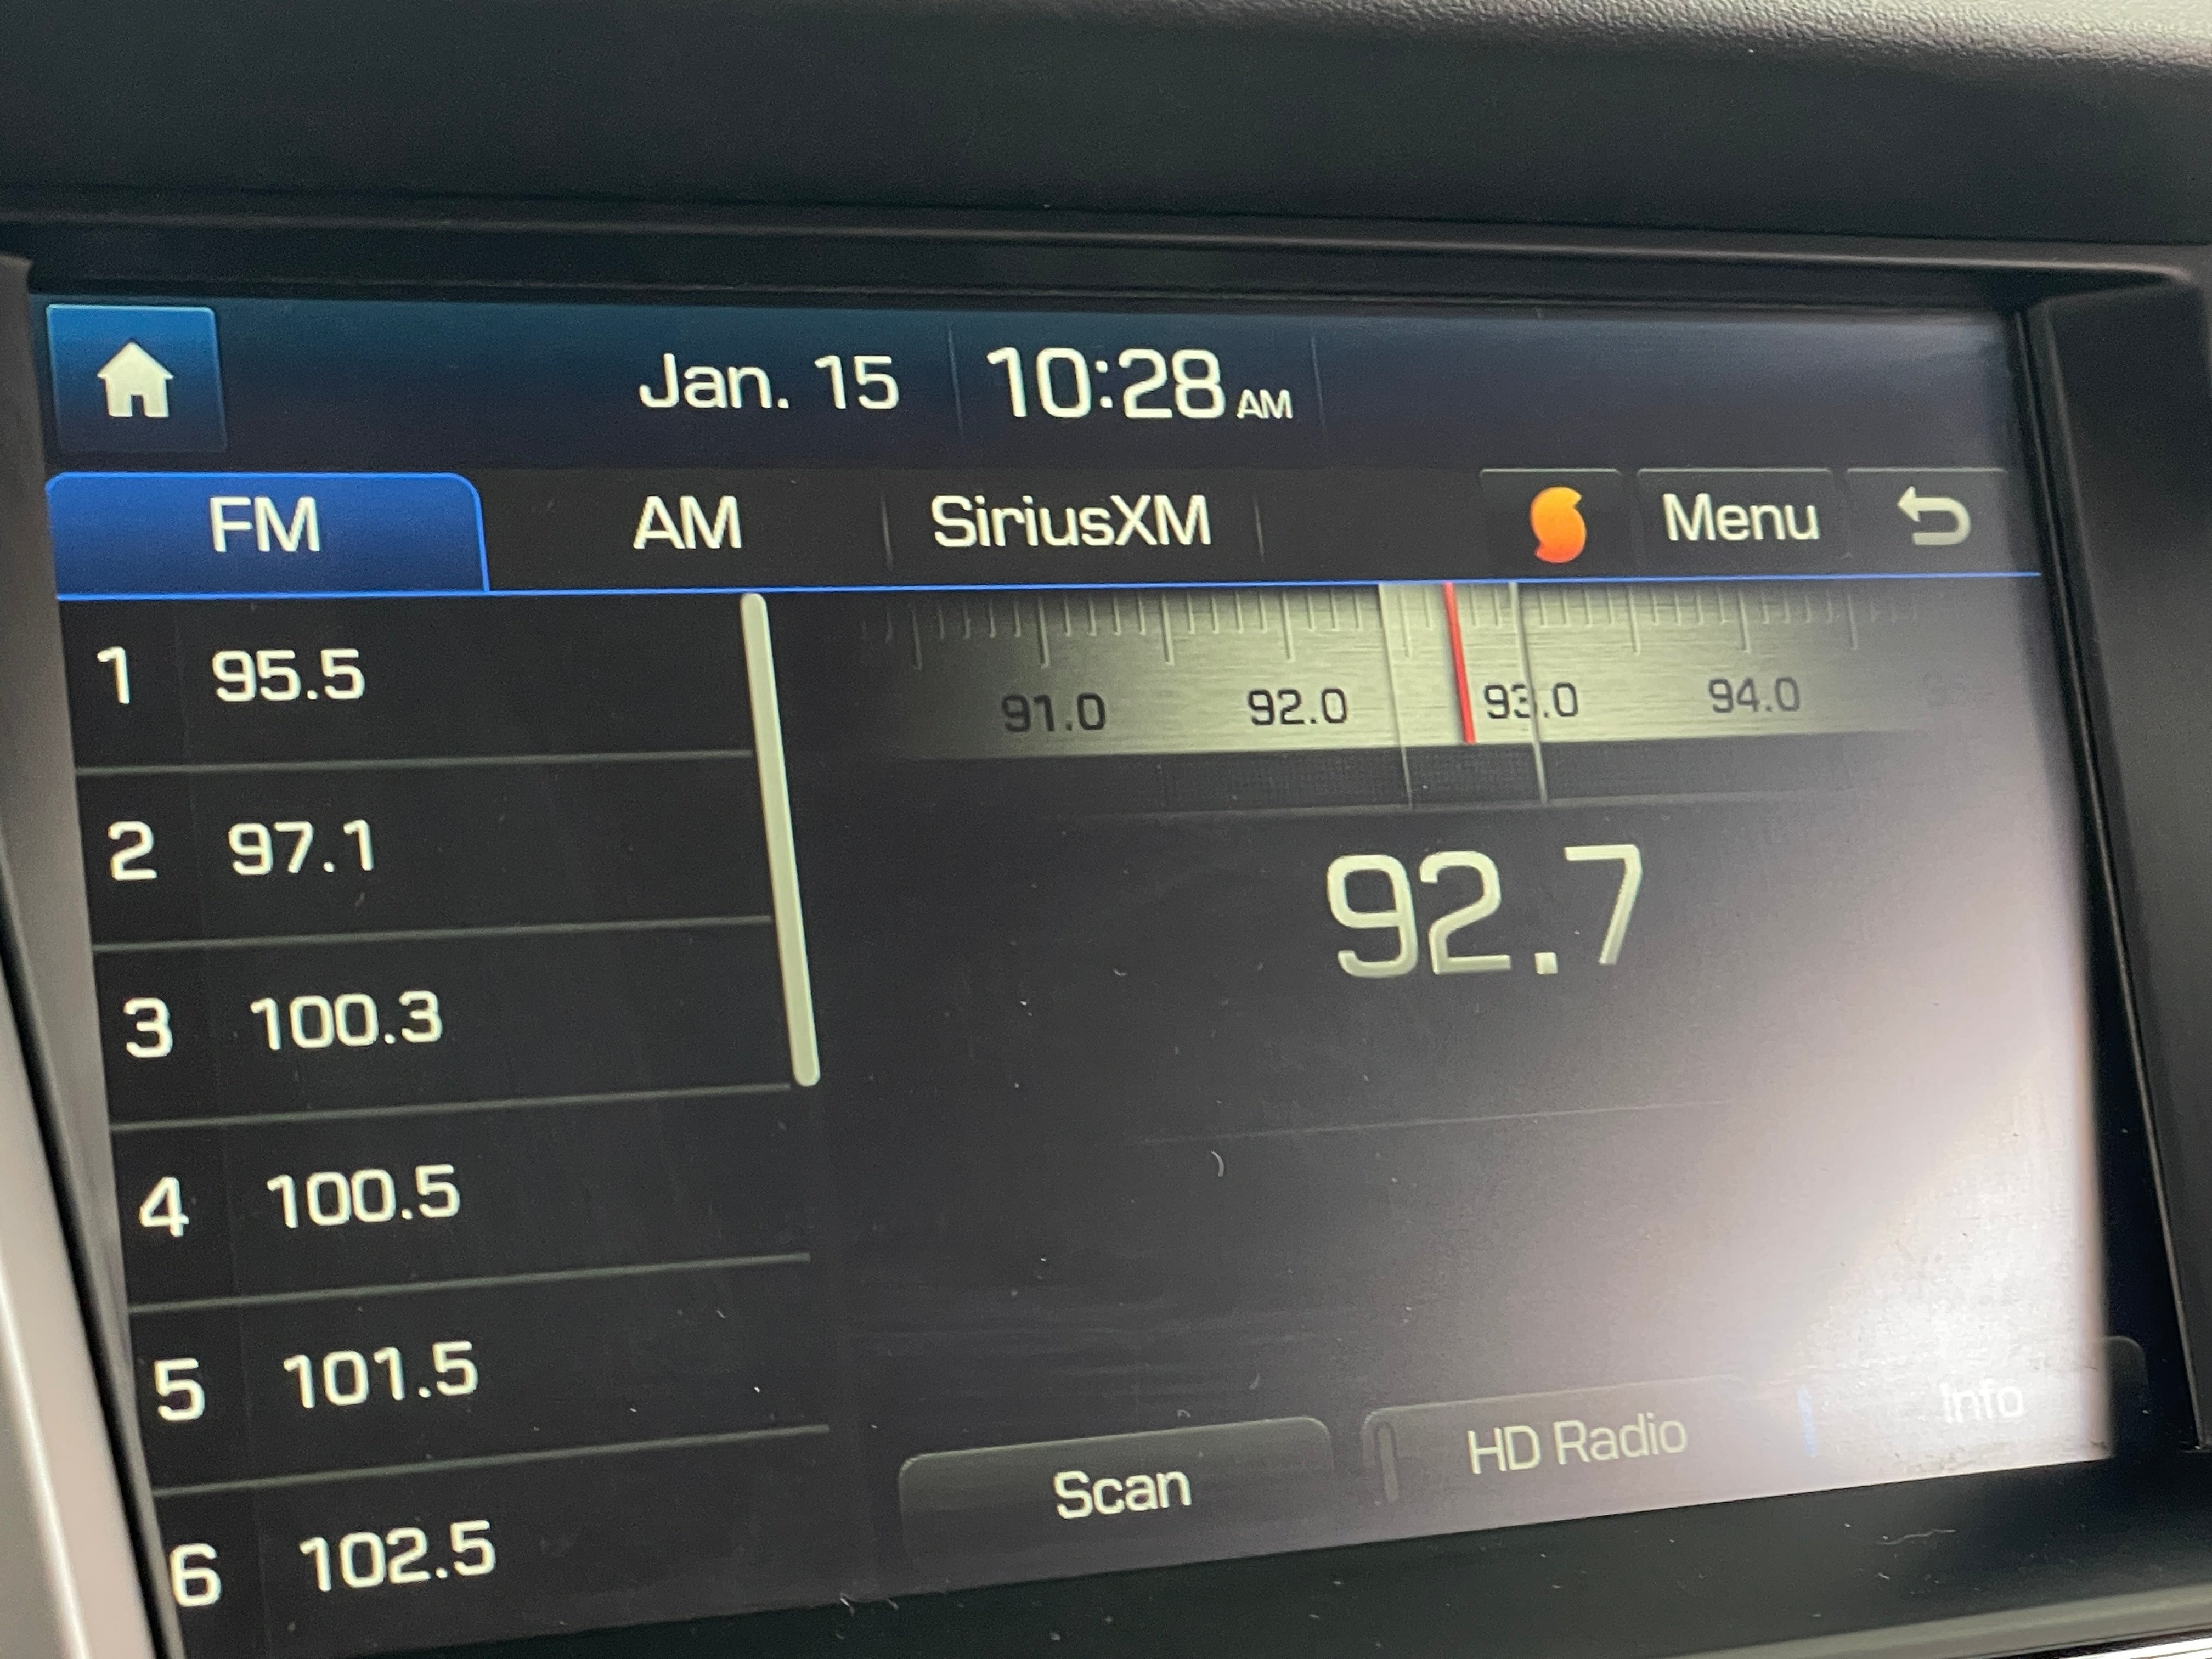 Jan. 15 10:28 AM
FM AM SiriusXM Menu
91.0 92.0 93.0 94.0
92.7
1 95.5
2 97.1
3 100.3
4 100.5
5 101.5
6 102.5
Scan HD Radio Info